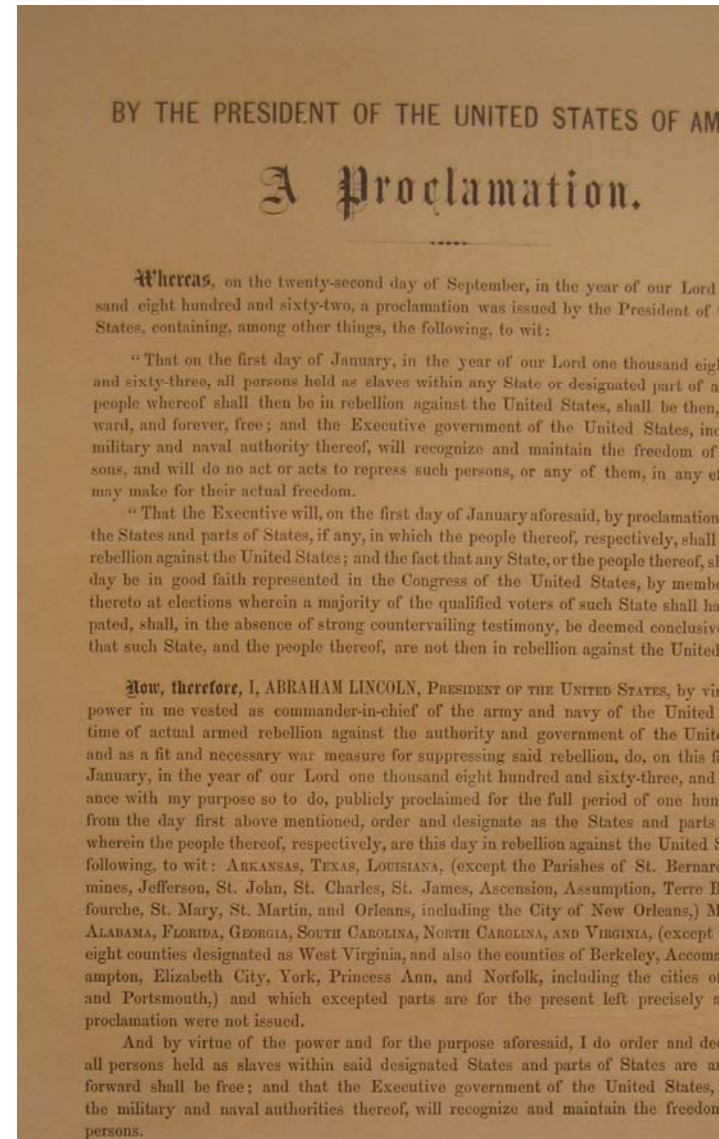 BY THE PRESIDENT OF THE UNITED STATES OF AM
A Proclamation.
Whereas, on the twenty-second day of September, in the year of our Lord
sand eight hundred and sixty-two, a proclamation was issued by the President of
States, containing, among other things, the following, to wit:
“That on the first day of January, in the year of our Lord one thousand eig
and sixty-three, all persons held as slaves within any State or designated part of a
people whereof shall then be in rebellion against the United States, shall be then,
ward, and forever, free; and the Executive government of the United States, inc
military and naval authority thereof, will recognize and maintain the freedom of
sons, and will do no act or acts to repress such persons, or any of them, in any e
may make for their actual freedom.
“That the Executive will, on the first day of January aforesaid, by proclamation
the States and parts of States, if any, in which the people thereof, respectively, shall
rebellion against the United States; and the fact that any State, or the people thereof, s
day be in good faith represented in the Congress of the United States, by membe
thereto at elections wherein a majority of the qualified voters of such State shall ha
pated, shall, in the absence of strong countervailing testimony, be deemed conclusiv
that such State, and the people thereof, are not then in rebellion against the United
Now, therefore, I, ABRAHAM LINCOLN, PRESIDENT OF THE UNITED STATES, by vir
power in me vested as commander-in-chief of the army and navy of the United
time of actual armed rebellion against the authority and government of the Unite
and as a fit and necessary war measure for suppressing said rebellion, do, on this fi
January, in the year of our Lord one thousand eight hundred and sixty-three, and
ance with my purpose so to do, publicly proclaimed for the full period of one hun
from the day first above mentioned, order and designate as the States and parts
wherein the people thereof, respectively, are this day in rebellion against the United S
following, to wit: ARKANSAS, TEXAS, LOUISIANA, (except the Parishes of St. Bernar
mines, Jefferson, St. John, St. Charles, St. James, Ascension, Assumption, Terre B
fourche, St. Mary, St. Martin, and Orleans, including the City of New Orleans,) M
ALABAMA, FLORIDA, GEORGIA, SOUTH CAROLINA, NORTH CAROLINA, AND VIRGINIA, (except
eight counties designated as West Virginia, and also the counties of Berkeley, Accoma
ampton, Elizabeth City, York, Princess Ann, and Norfolk, including the cities of
and Portsmouth,) and which excepted parts are for the present left precisely a
proclamation were not issued.
And by virtue of the power and for the purpose aforesaid, I do order and de
all persons held as slaves within said designated States and parts of States are a
forward shall be free; and that the Executive government of the United States,
the military and naval authorities thereof, will recognize and maintain the freedom
persons.